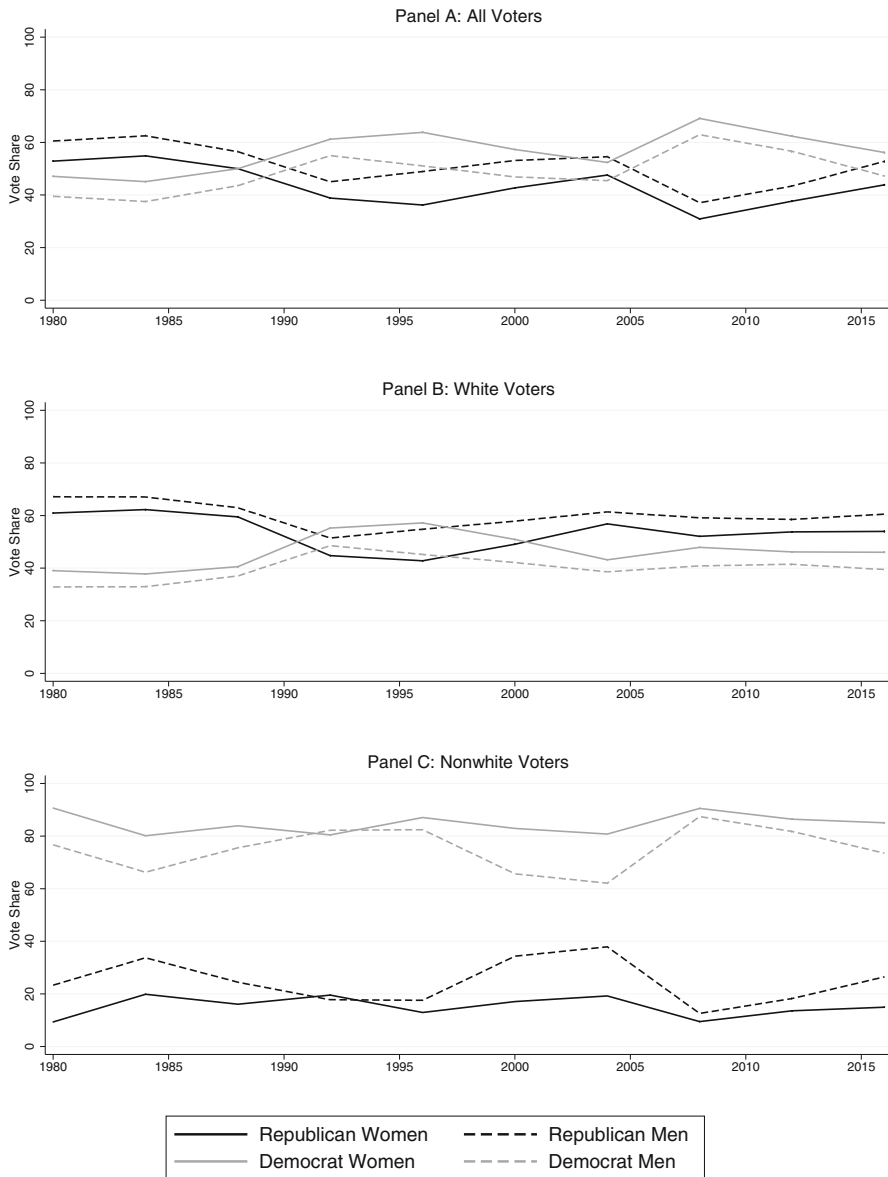 Panel A: All Voters
100
80
60
40
20
0
Vote Share
1980 1985 1990 1995 2000 2005 2010 2015
Panel B: White Voters
100
80
60
40
20
0
Vote Share
1980 1985 1990 1995 2000 2005 2010 2015
Panel C: Nonwhite Voters
100
80
60
40
20
0
Vote Share
1980 1985 1990 1995 2000 2005 2010 2015
Republican Women Republican Men
Democrat Women Democrat Men